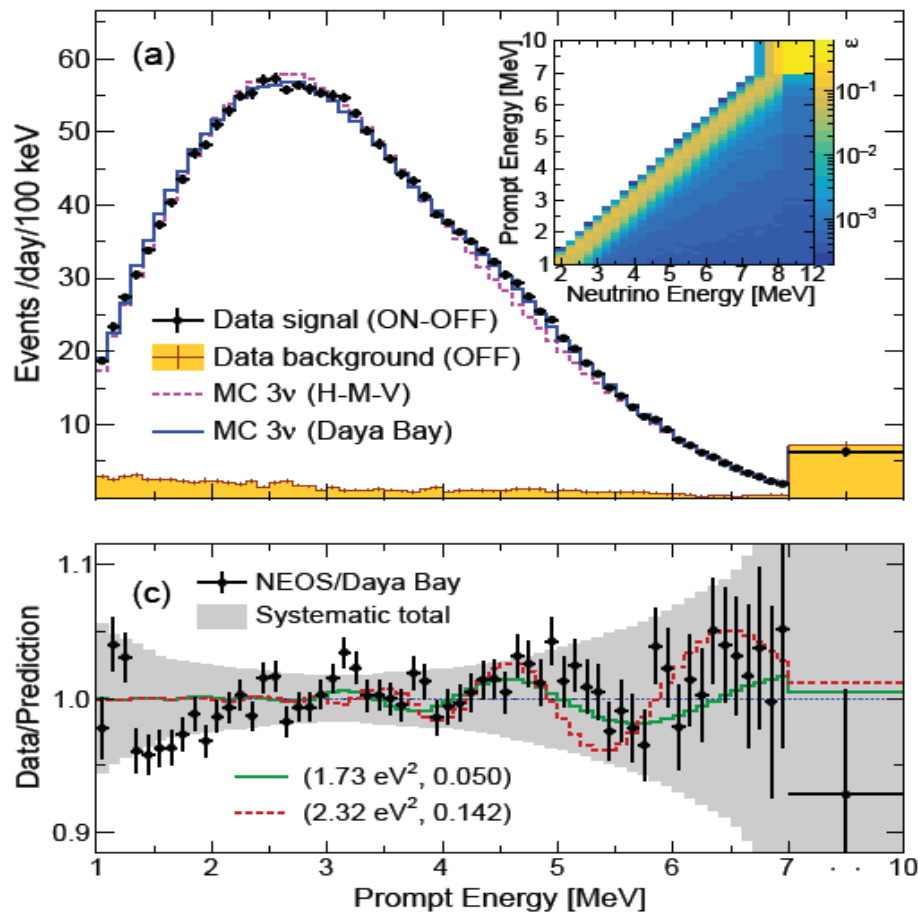 (a)
Events /day/100 keV
60
50
40
30
20
10
Prompt Energy [MeV]
10
9
8
7
6
5
4
3
2
1
2 3 4 5 6 7 8 12
Neutrino Energy [MeV]
ε
10⁻¹
10⁻²
10⁻³
Data signal (ON-OFF)
Data background (OFF)
MC 3ν (H-M-V)
MC 3ν (Daya Bay)
(c)
Data/Prediction
1.1
1.0
0.9
NEOS/Daya Bay
Systematic total
(1.73 eV², 0.050)
(2.32 eV², 0.142)
1 2 3 4 5 6 7 10
Prompt Energy [MeV]